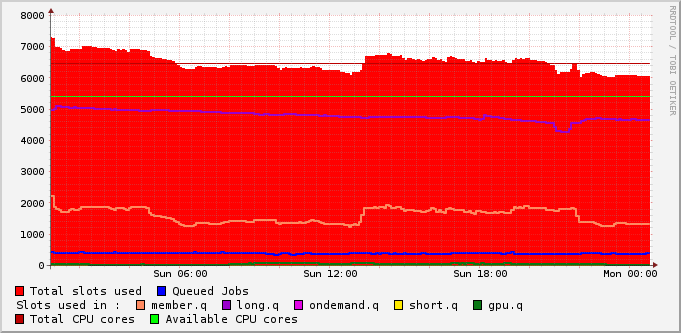 RRDTOOL / TOBI OETIKER
8000
7000
6000
5000
4000
3000
2000
1000
0
Sun 06:00 Sun 12:00 Sun 18:00 Mon 00:00
Total slots used Queued Jobs
Slots used in : member.q long.q ondemand.q short.q gpu.q
Total CPU cores Available CPU cores